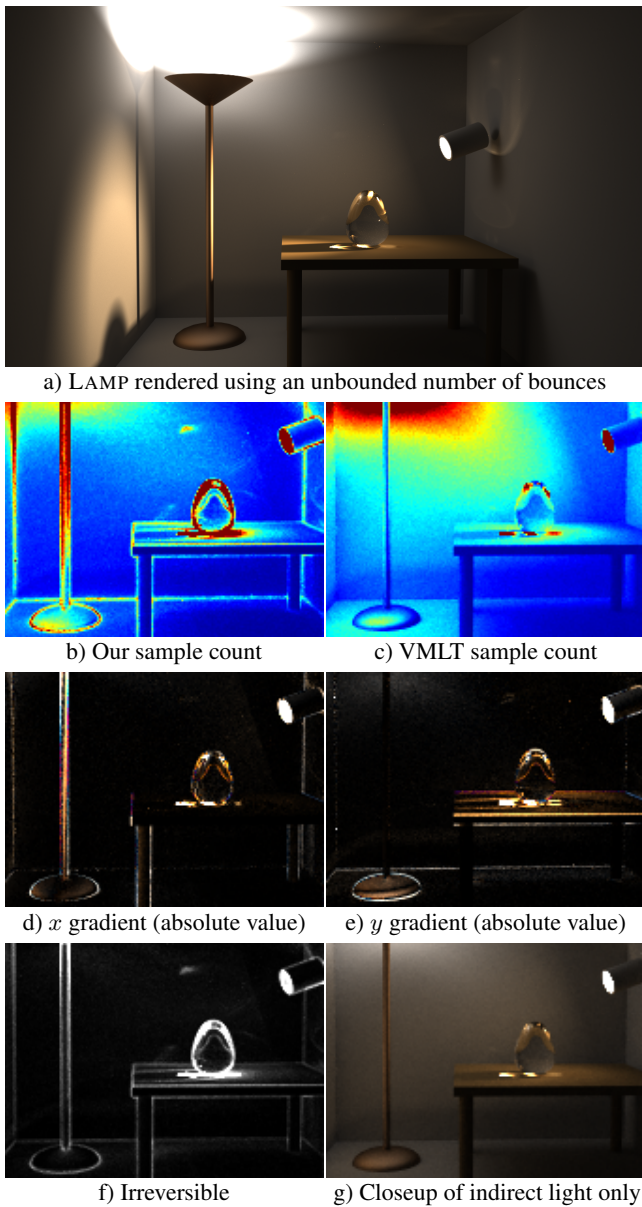 a) LAMP rendered using an unbounded number of bounces
b) Our sample count
c) VMLT sample count
d) x gradient (absolute value)
e) y gradient (absolute value)
f) Irreversible
g) Closeup of indirect light only